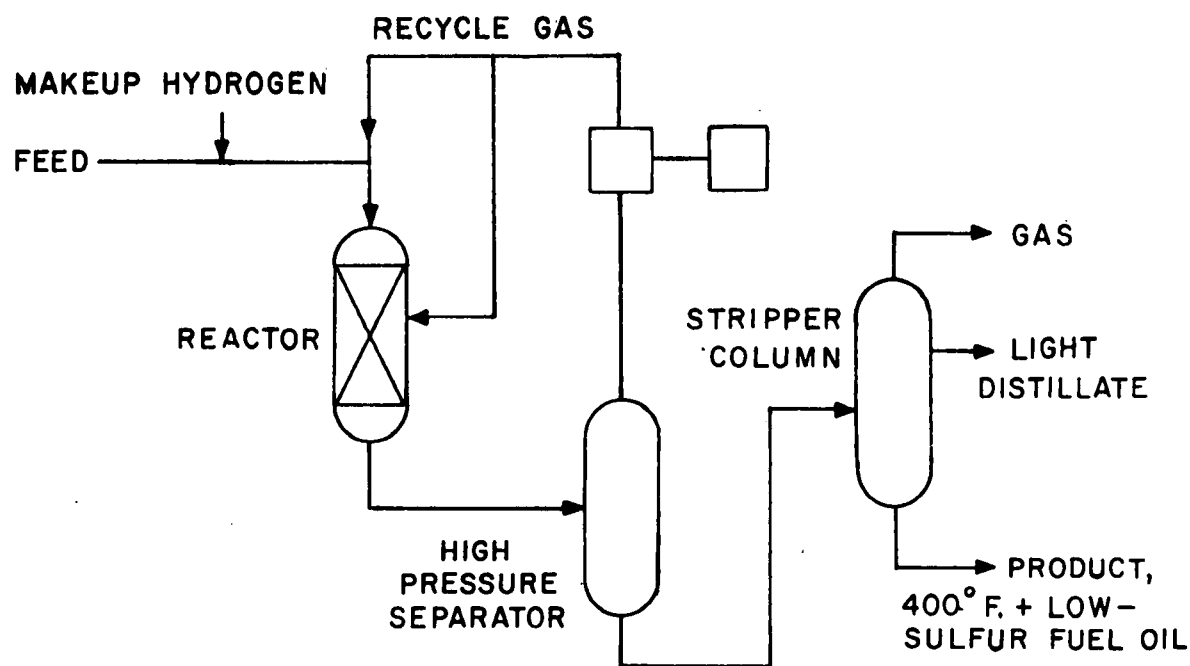 RECYCLE GAS
MAKEUP HYDROGEN
FEED
GAS
STRIPPER
COLUMN
REACTOR
LIGHT
DISTILLATE
HIGH
PRESSURE
SEPARATOR
PRODUCT,
400° F. + LOW-
SULFUR FUEL OIL